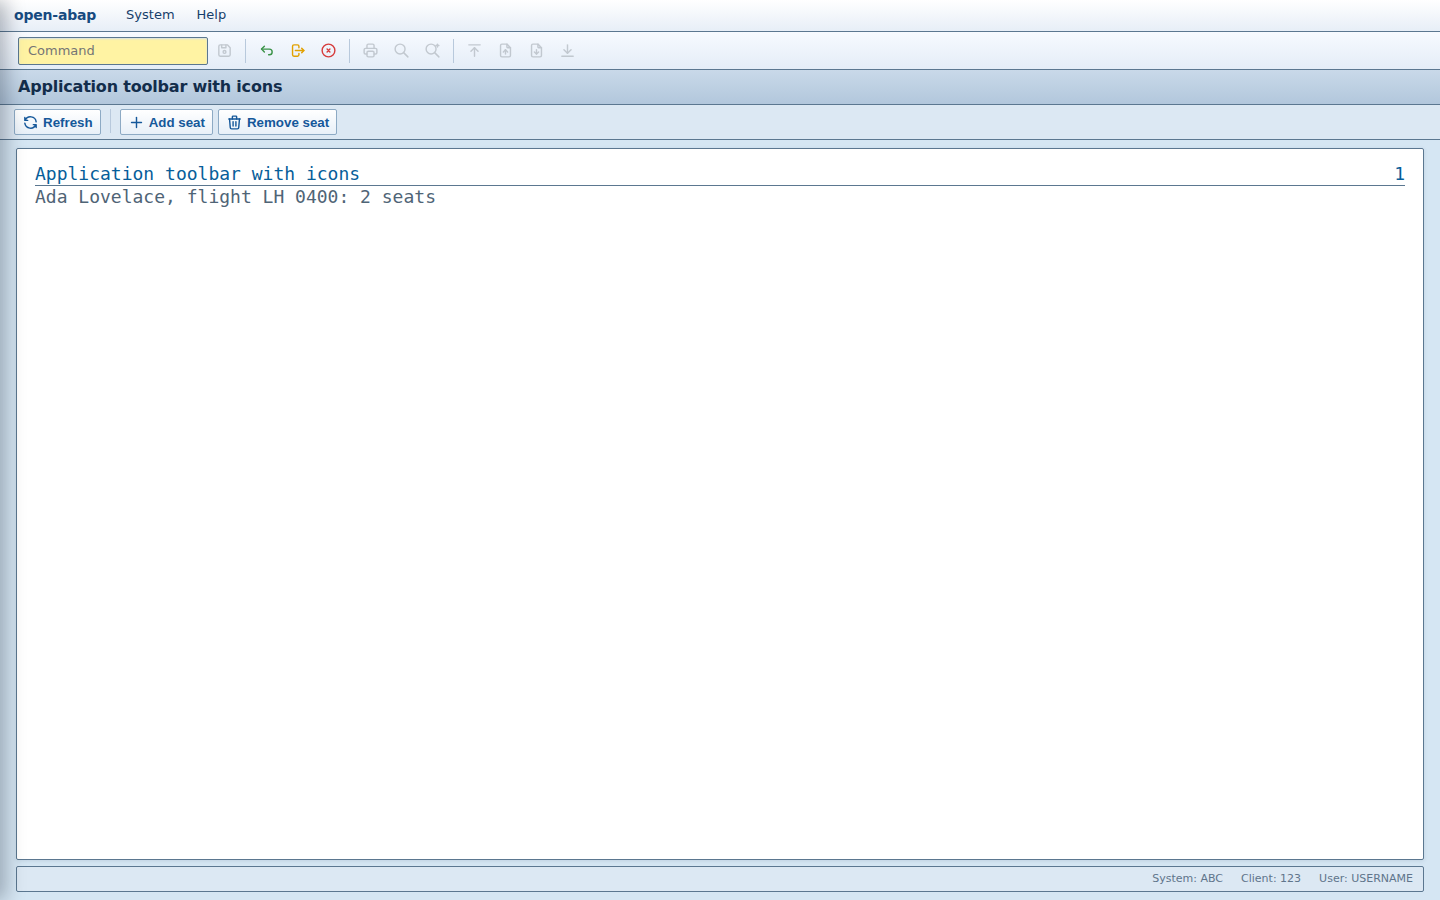 open-abap System Help
Command
Application toolbar with icons
Refresh Add seat Remove seat
Application toolbar with icons 1
Ada Lovelace, flight LH 0400: 2 seats
System: ABC Client: 123 User: USERNAME